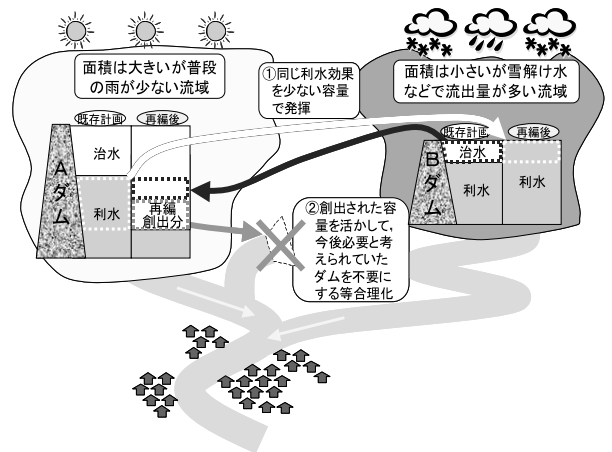 面積は大きいが普段
の雨が少ない流域
①同じ利水効果
を少ない容量
で発揮
面積は小さいが雪解け水
などで流出量が多い流域
既存計画
再編後
Aダム
治水
利水
再編
創出分
既存計画
再編後
Bダム
治水
利水
利水
②創出された容
量を活かして，
今後必要と考
えられていた
ダムを不要に
する等合理化